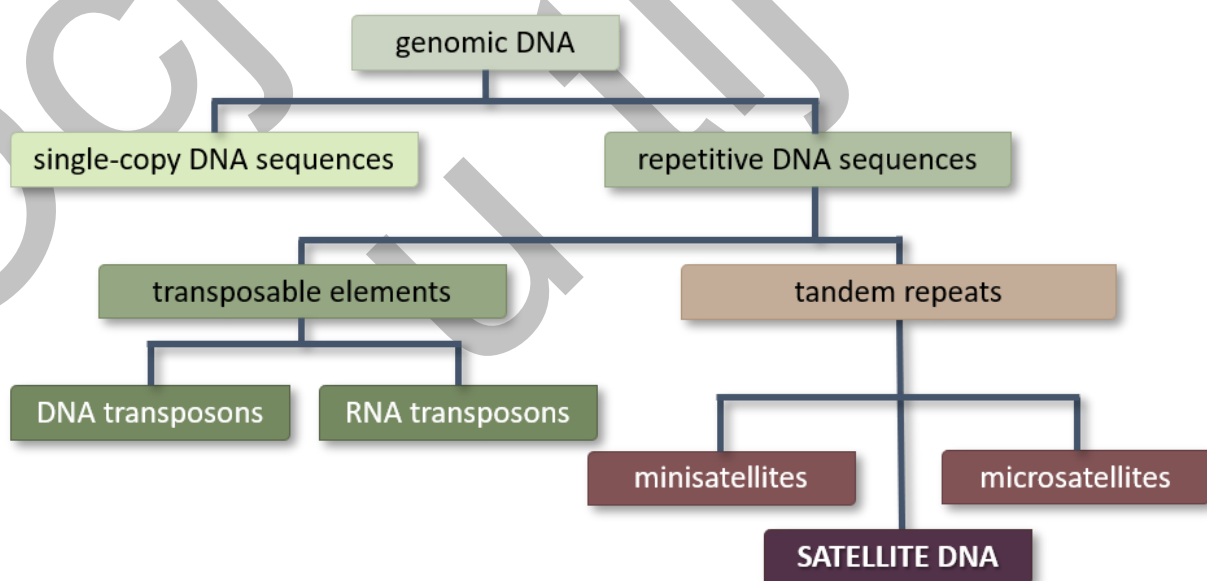 genomic DNA
single-copy DNA sequences
repetitive DNA sequences
transposable elements
tandem repeats
DNA transposons
RNA transposons
minisatellites
microsatellites
SATELLITE DNA